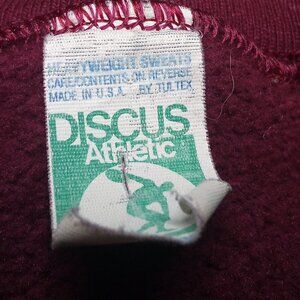 HEAVYWEIGHT SWEATS
CARE/CONTENTS ON REVERSE
MADE IN U.S.A. BY TULTEX
DISCUS
Athletic